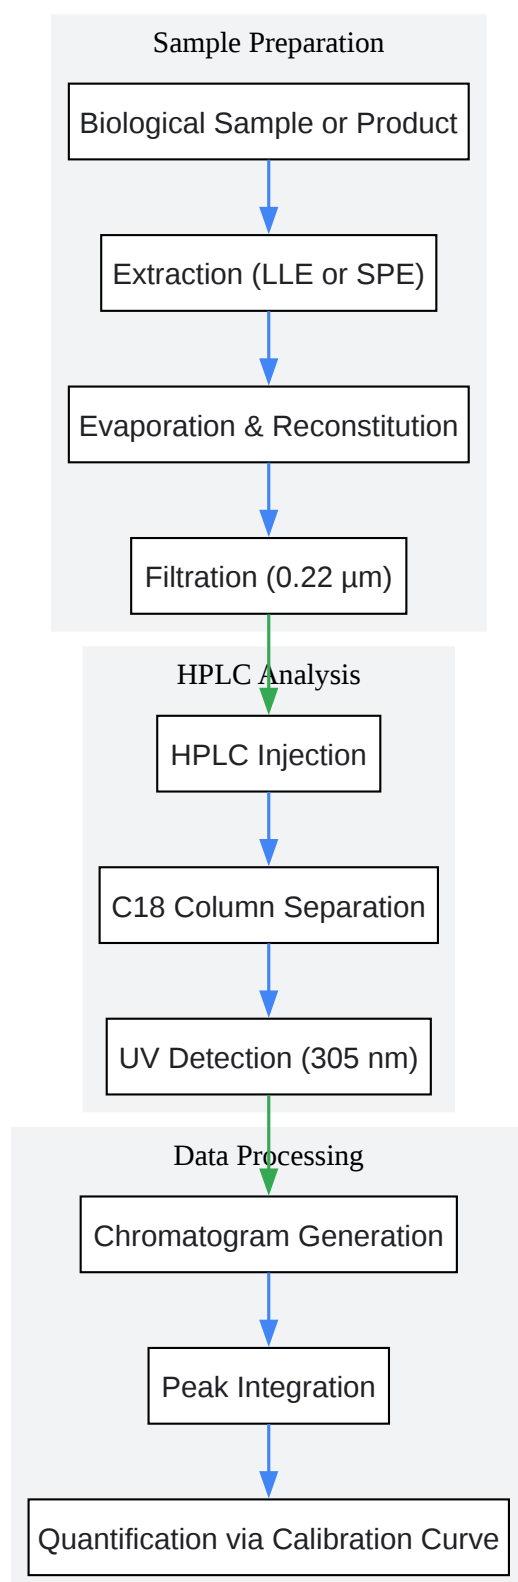 Sample Preparation
Biological Sample or Product
Extraction (LLE or SPE)
Evaporation & Reconstitution
Filtration (0.22 µm)
HPLC Analysis
HPLC Injection
C18 Column Separation
UV Detection (305 nm)
Data Processing
Chromatogram Generation
Peak Integration
Quantification via Calibration Curve